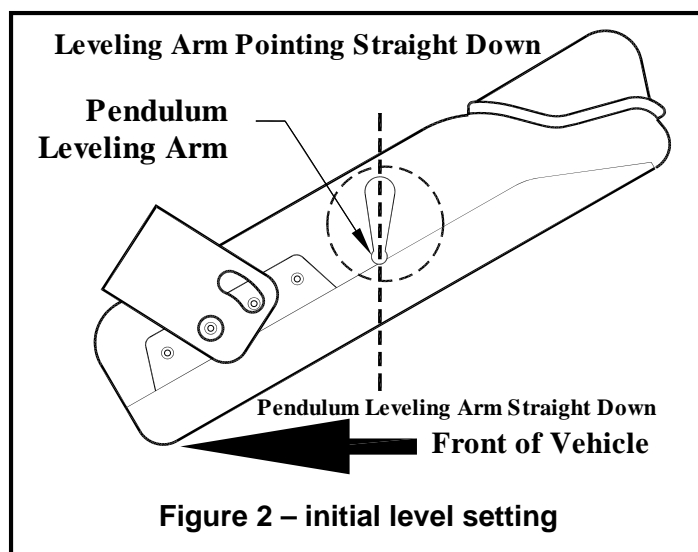 Leveling Arm Pointing Straight Down
Pendulum
Leveling Arm
Pendulum Leveling Arm Straight Down
Front of Vehicle
Figure 2 – initial level setting